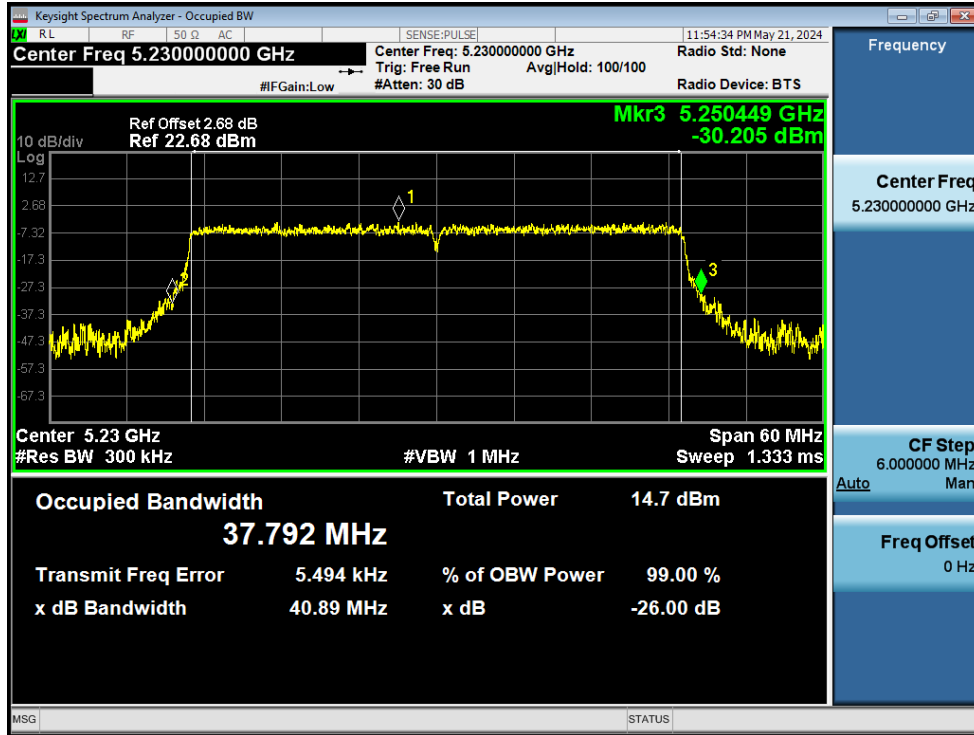 Keysight Spectrum Analyzer - Occupied BW
LXI RL RF 50 Ω AC SENSE:PULSE 11:54:34 PM May 21, 2024
Center Freq 5.230000000 GHz
Center Freq: 5.230000000 GHz
Radio Std: None
Trig: Free Run Avg|Hold: 100/100
#IFGain:Low
#Atten: 30 dB
Radio Device: BTS
Frequency
Mkr3 5.250449 GHz
-30.205 dBm
Ref Offset 2.68 dB
10 dB/div Ref 22.68 dBm
Log
12.7
2.68
-7.32
-17.3
-27.3
-37.3
-47.3
-57.3
-67.3
1
2
3
Center 5.23 GHz Span 60 MHz
#Res BW 300 kHz #VBW 1 MHz Sweep 1.333 ms
Occupied Bandwidth
37.792 MHz
Total Power 14.7 dBm
Transmit Freq Error 5.494 kHz % of OBW Power 99.00 %
x dB Bandwidth 40.89 MHz x dB -26.00 dB
Center Freq
5.230000000 GHz
CF Step
6.000000 MHz
Auto Man
Freq Offset
0 Hz
MSG STATUS